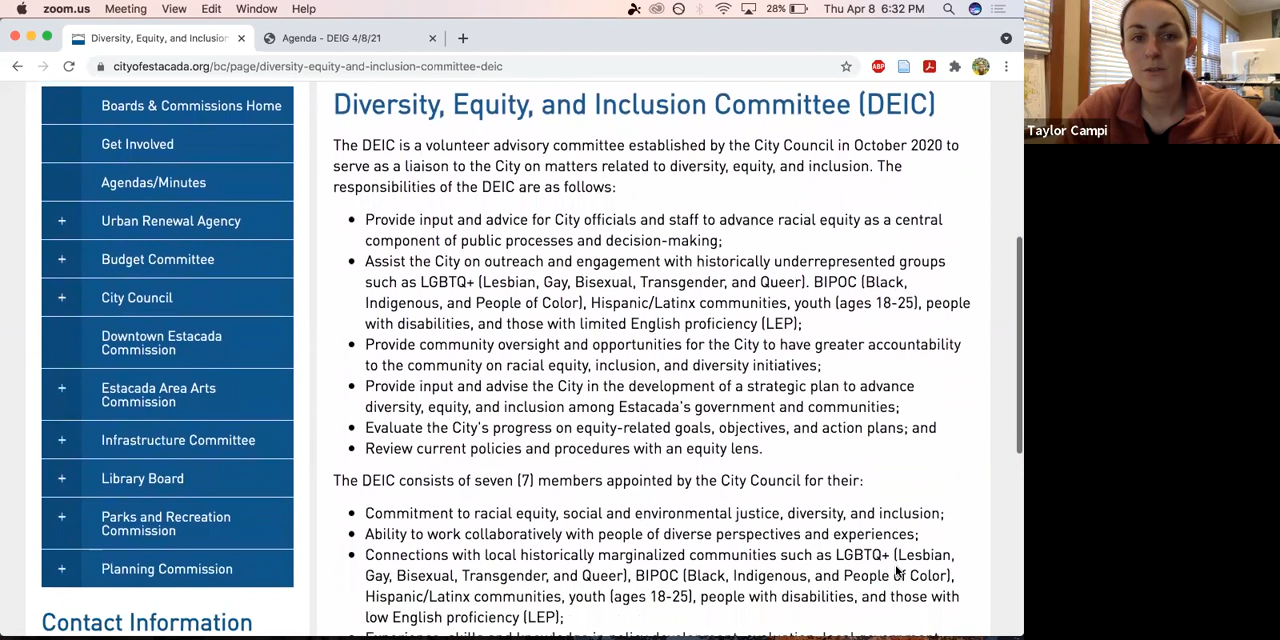 zoom.us Meeting View Edit Window Help 28% Thu Apr 8 6:32 PM
Diversity, Equity, and Inclusion Agenda - DEIG 4/8/21
cityofestacada.org/bc/page/diversity-equity-and-inclusion-committee-deic ABP
Taylor Campi
Boards & Commissions Home
Get Involved
Agendas/Minutes
+ Urban Renewal Agency
+ Budget Committee
+ City Council
Downtown Estacada
Commission
+ Estacada Area Arts
Commission
+ Infrastructure Committee
+ Library Board
+ Parks and Recreation
Commission
+ Planning Commission
Contact Information
Diversity, Equity, and Inclusion Committee (DEIC)
The DEIC is a volunteer advisory committee established by the City Council in October 2020 to
serve as a liaison to the City on matters related to diversity, equity, and inclusion. The
responsibilities of the DEIC are as follows:
• Provide input and advice for City officials and staff to advance racial equity as a central
component of public processes and decision-making;
• Assist the City on outreach and engagement with historically underrepresented groups
such as LGBTQ+ (Lesbian, Gay, Bisexual, Transgender, and Queer). BIPOC (Black,
Indigenous, and People of Color), Hispanic/Latinx communities, youth (ages 18-25), people
with disabilities, and those with limited English proficiency (LEP);
• Provide community oversight and opportunities for the City to have greater accountability
to the community on racial equity, inclusion, and diversity initiatives;
• Provide input and advise the City in the development of a strategic plan to advance
diversity, equity, and inclusion among Estacada's government and communities;
• Evaluate the City's progress on equity-related goals, objectives, and action plans; and
• Review current policies and procedures with an equity lens.
The DEIC consists of seven (7) members appointed by the City Council for their:
• Commitment to racial equity, social and environmental justice, diversity, and inclusion;
• Ability to work collaboratively with people of diverse perspectives and experiences;
• Connections with local historically marginalized communities such as LGBTQ+ (Lesbian,
Gay, Bisexual, Transgender, and Queer), BIPOC (Black, Indigenous, and People of Color),
Hispanic/Latinx communities, youth (ages 18-25), people with disabilities, and those with
low English proficiency (LEP);